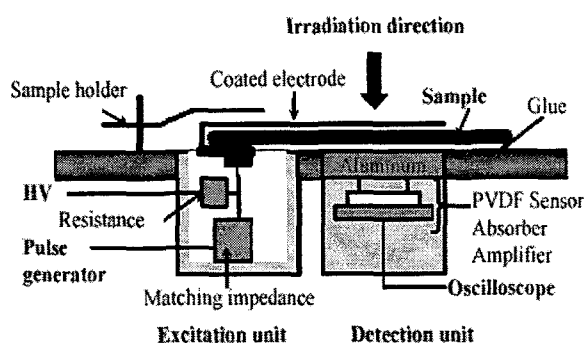 Irradiation direction
Coated electrode
Sample holder
Sample
Glue
Aluminum
HV
Resistance
PVDF Sensor
Absorber
Amplifier
Pulse
generator
Oscilloscope
Matching impedance
Excitation unit
Detection unit